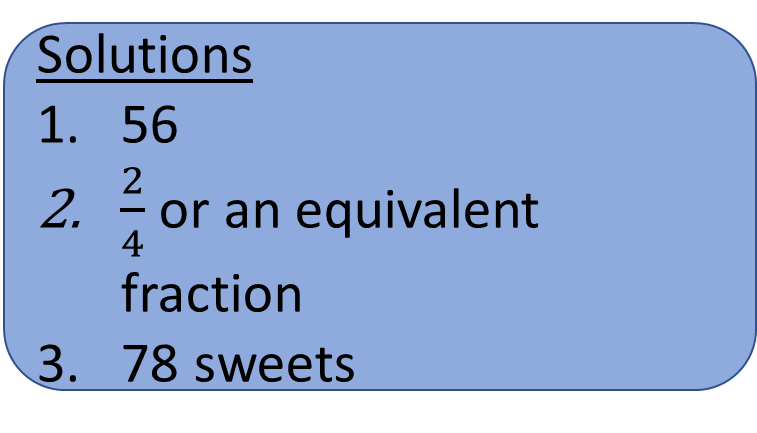 Solutions
1. 56
2. 2/4 or an equivalent
fraction
3. 78 sweets